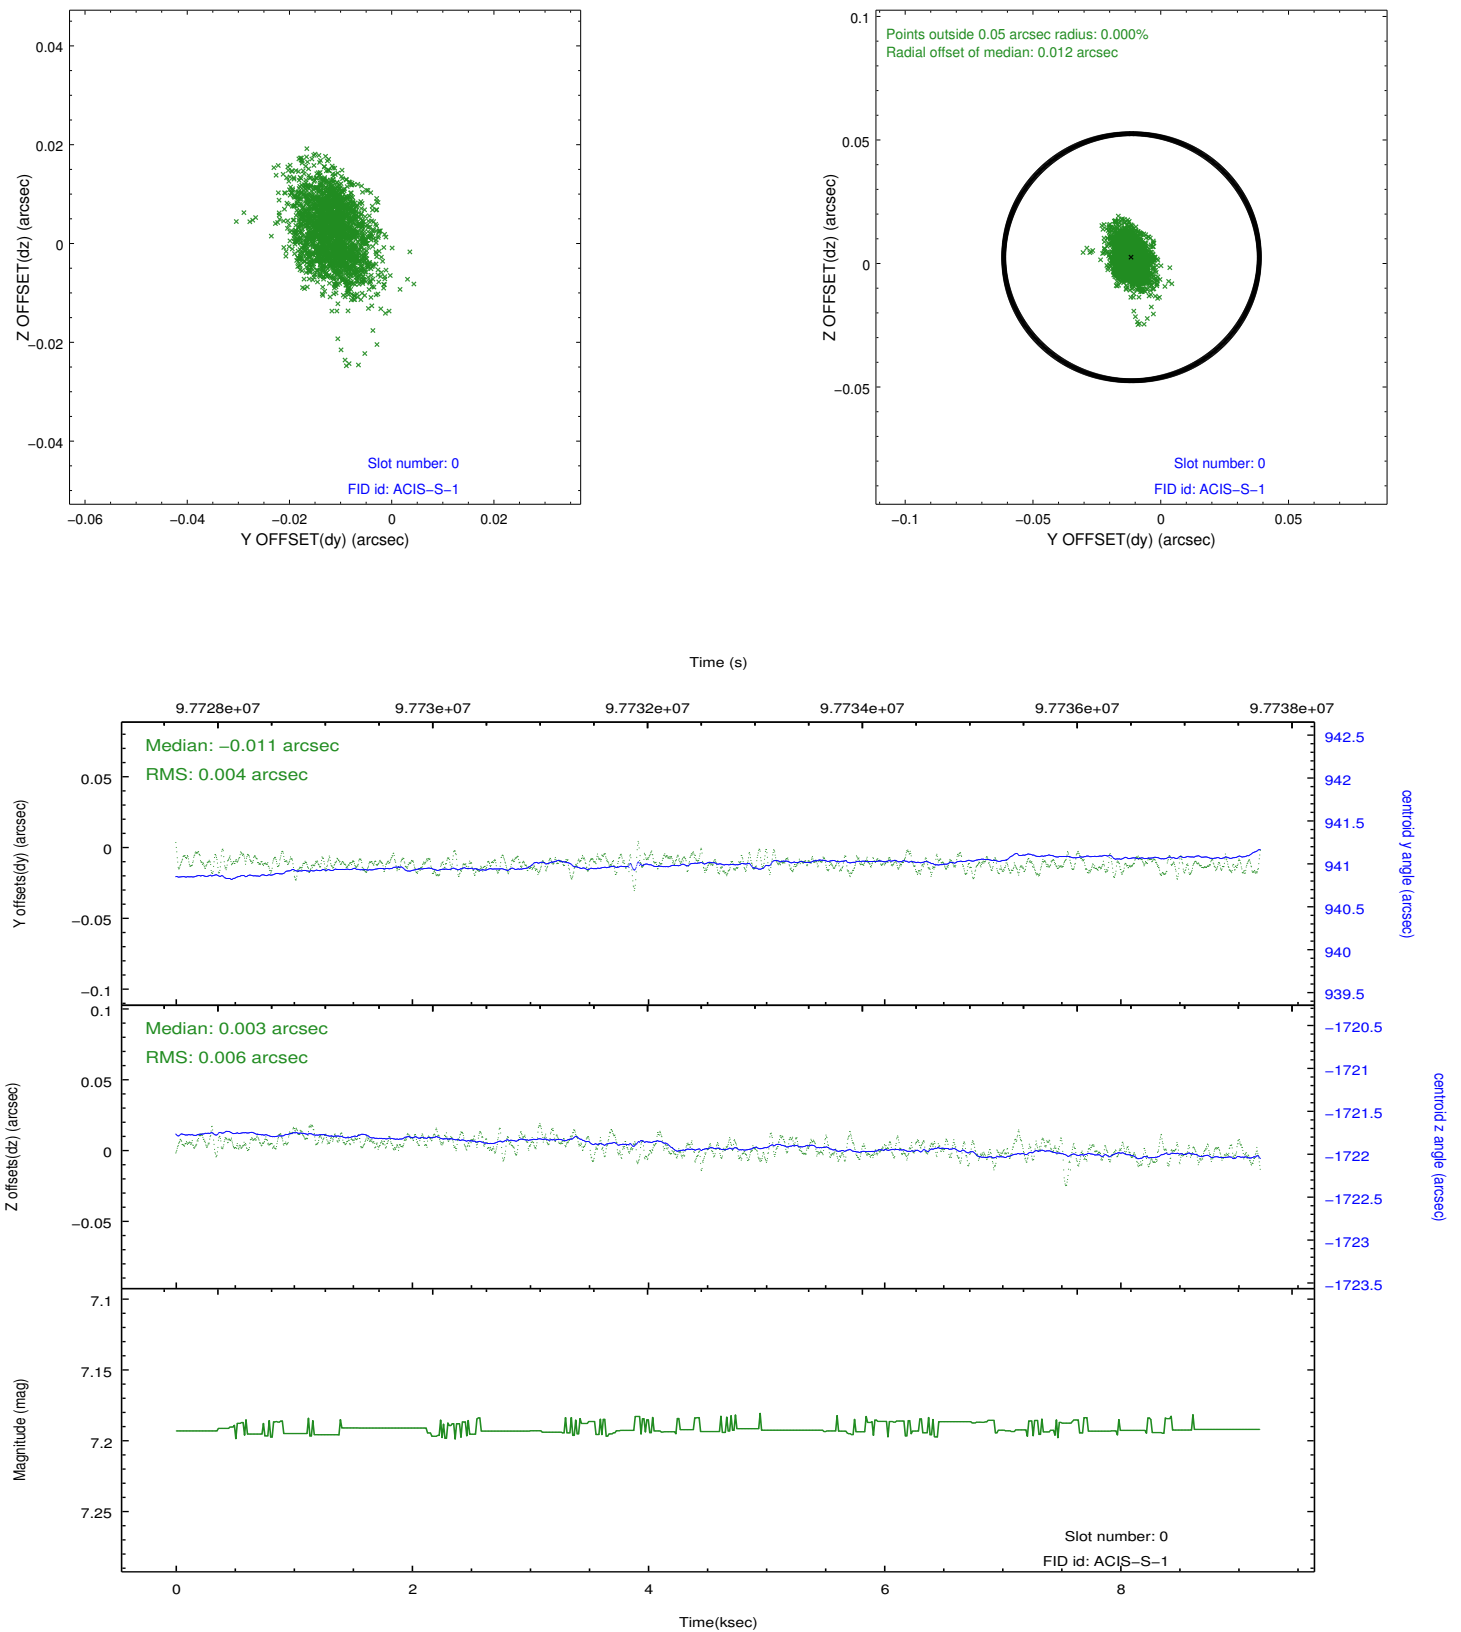 0.04
0.02
0
−0.02
−0.04
Z OFFSET(dz) (arcsec)
Slot number: 0
FID id: ACIS−S−1
−0.06
−0.04
−0.02
0
0.02
Y OFFSET(dy) (arcsec)
Points outside 0.05 arcsec radius: 0.000%
Radial offset of median: 0.012 arcsec
0.1
0.05
0
−0.05
Z OFFSET(dz) (arcsec)
Slot number: 0
FID id: ACIS−S−1
−0.1
−0.05
0
0.05
Y OFFSET(dy) (arcsec)
Time (s)
9.7728e+07
9.773e+07
9.7732e+07
9.7734e+07
9.7736e+07
9.7738e+07
Median: −0.011 arcsec
RMS: 0.004 arcsec
0.05
0
−0.05
−0.1
Y offsets(dy) (arcsec)
942.5
942
941.5
941
940.5
940
939.5
centroid y angle (arcsec)
Median: 0.003 arcsec
RMS: 0.006 arcsec
0.1
0.05
0
−0.05
Z offsets(dz) (arcsec)
−1720.5
−1721
−1721.5
−1722
−1722.5
−1723
−1723.5
centroid z angle (arcsec)
7.1
7.15
7.2
7.25
Magnitude (mag)
Slot number: 0
FID id: ACIS−S−1
0
2
4
6
8
Time(ksec)